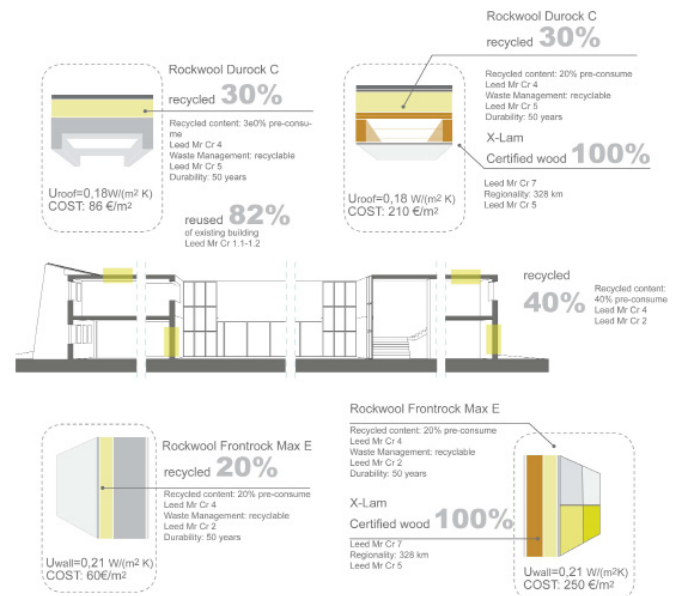 Rockwool Durock C
recycled 30%
Recycled content: 20% pre-consume
Leed Mr Cr 4
Waste Management: recyclable
Leed Mr Cr 5
Durability: 50 years
X-Lam
Certified wood 100%
Leed Mr Cr 7
Regionality: 328 km
Leed Mr Cr 5
Uroof=0,18 W/(m2 K)
COST: 210 €/m²
Rockwool Durock C
recycled 30%
Recycled content: 3e0% pre-consu-
me
Leed Mr Cr 4
Waste Management: recyclable
Leed Mr Cr 5
Durability: 50 years
Uroof=0,18W/(m2 K)
COST: 86 €/m²
reused 82%
of existing building
Leed Mr Cr 1.1-1.2
recycled
40%
Recycled content:
40% pre-consume
Leed Mr Cr 4
Leed Mr Cr 2
Rockwool Frontrock Max E
recycled 20%
Recycled content: 20% pre-consume
Leed Mr Cr 4
Waste Management: recyclable
Leed Mr Cr 2
Durability: 50 years
Uwall=0,21 W/(m2 K)
COST: 60€/m²
Rockwool Frontrock Max E
Recycled content: 20% pre-consume
Leed Mr Cr 4
Waste Management: recyclable
Leed Mr Cr 2
Durability: 50 years
X-Lam
Certified wood 100%
Leed Mr Cr 7
Regionality: 328 km
Leed Mr Cr 5
Uwall=0,21 W/(m2K)
COST: 250 €/m²